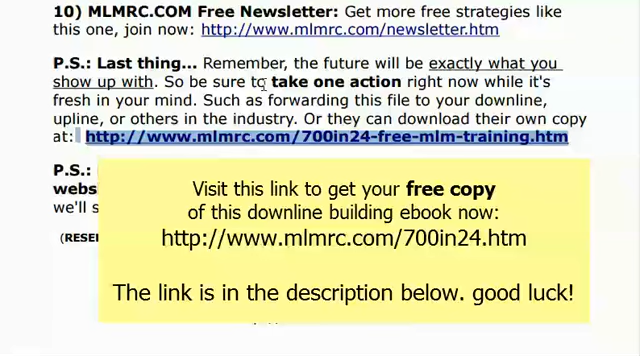 10) MLMRC.COM Free Newsletter: Get more free strategies like
this one, join now: http://www.mlmrc.com/newsletter.htm
P.S.: Last thing... Remember, the future will be exactly what you
show up with. So be sure to take one action right now while it's
fresh in your mind. Such as forwarding this file to your downline,
upline, or others in the industry. Or they can download their own copy
at: http://www.mlmrc.com/700in24-free-mlm-training.htm
P.S.:
webs
we'll s
(RESE
Visit this link to get your free copy
of this downline building ebook now:
http://www.mlmrc.com/700in24.htm
The link is in the description below. good luck!